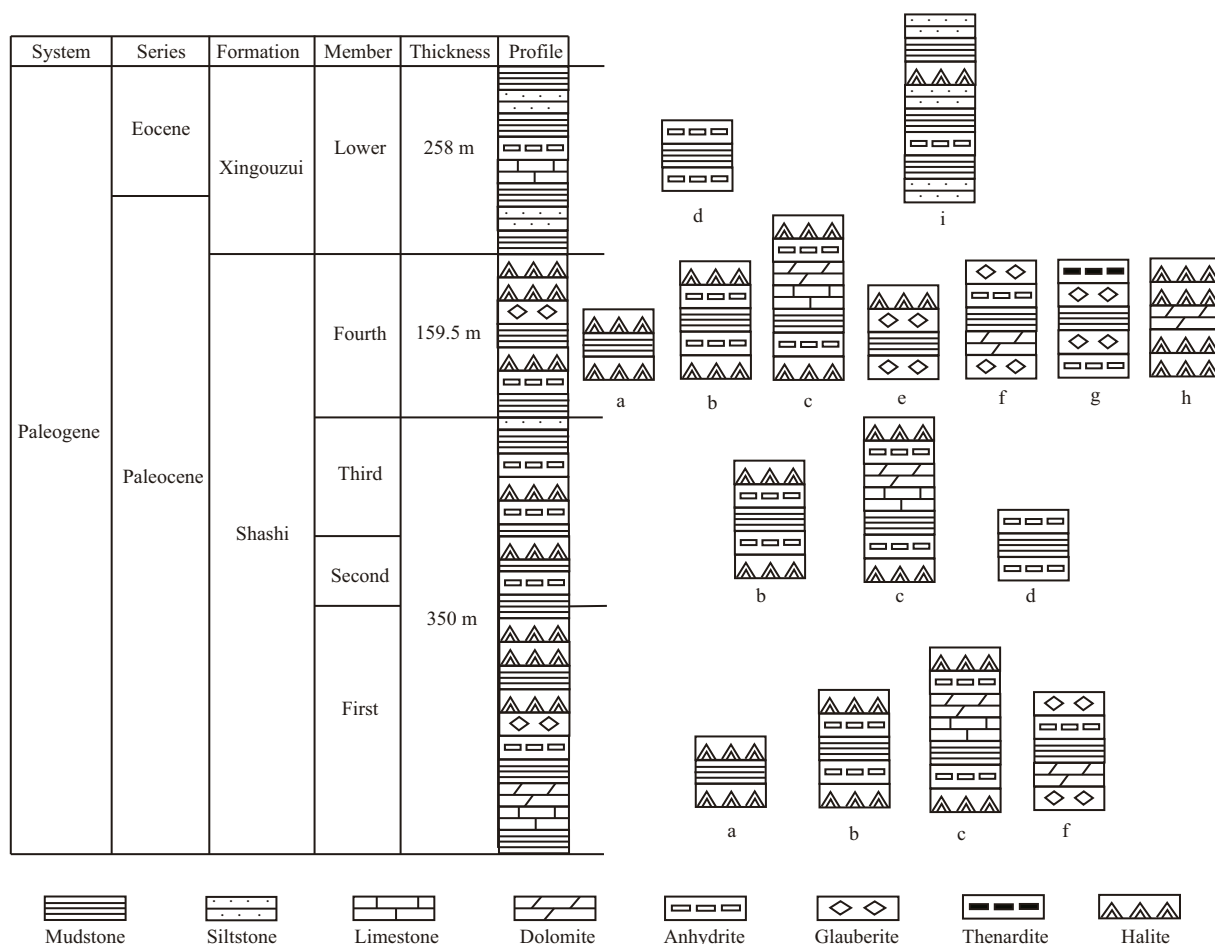 System Series Formation Member Thickness Profile
Eocene
Lower 258 m
Xingouzui
d
i
Fourth 159.5 m
a b c e f g h
Paleogene
Paleocene
Third
Shashi
Second
b c d
350 m
First
a b c f
Mudstone Siltstone Limestone Dolomite Anhydrite Glauberite Thenardite Halite